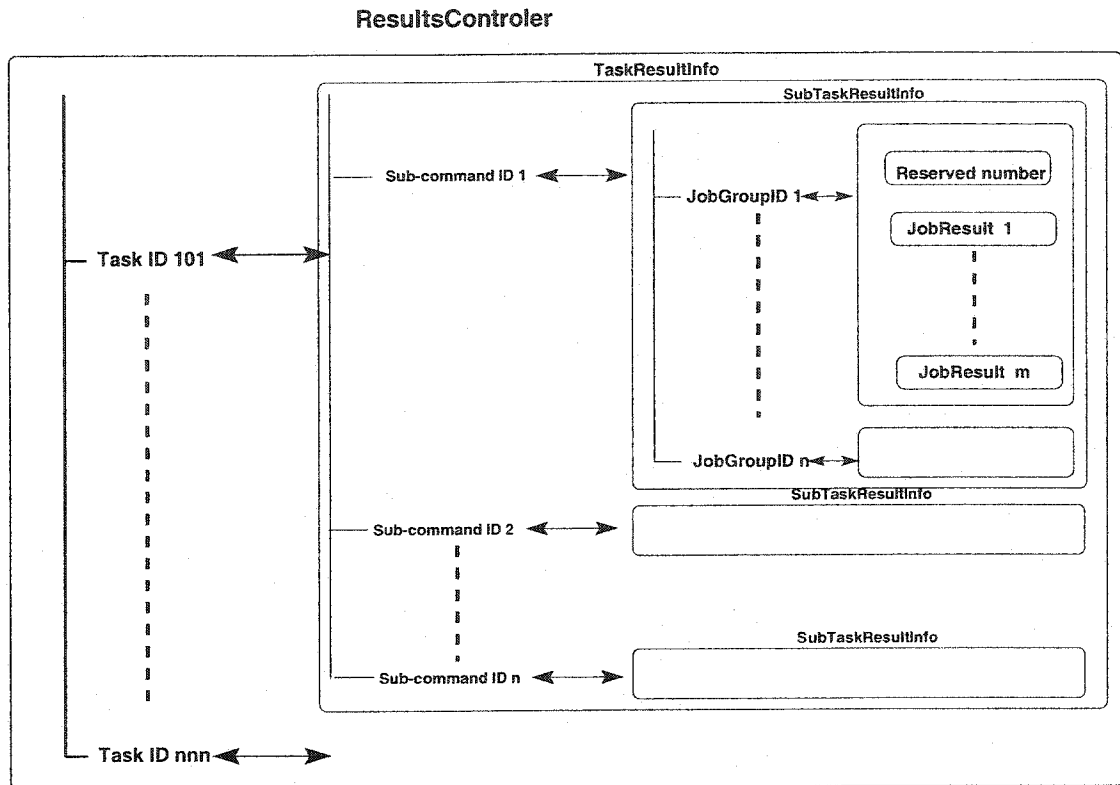 ResultsControler
TaskResultInfo
SubTaskResultInfo
Sub-command ID 1
Reserved number
JobGroupID 1
JobResult 1
Task ID 101
JobResult m
JobGroupID n
SubTaskResultInfo
Sub-command ID 2
SubTaskResultInfo
Sub-command ID n
Task ID nnn